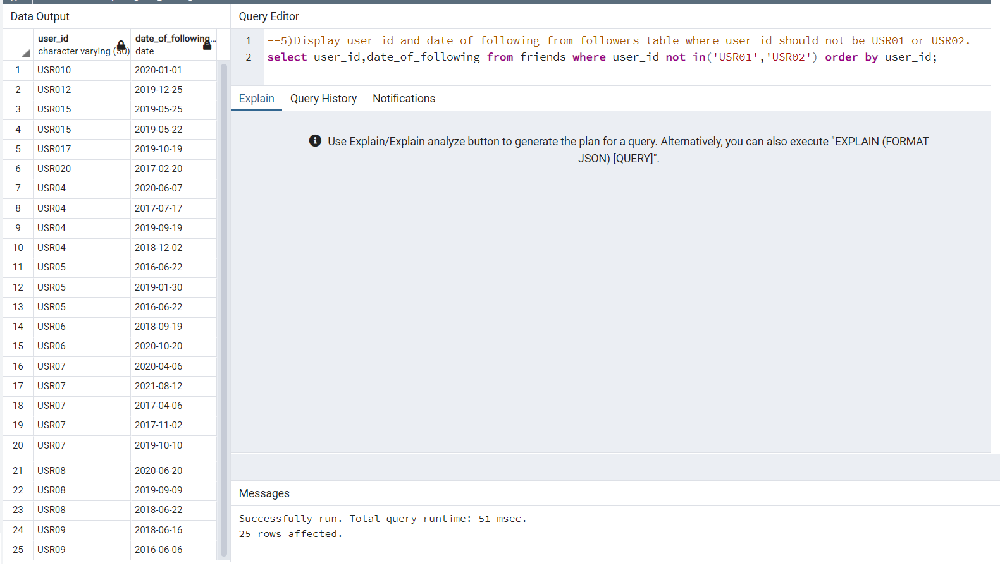 Data Output
user_id date_of_following...
character varying (50) date
1 USR010 2020-01-01
2 USR012 2019-12-25
3 USR015 2019-05-25
4 USR015 2019-05-22
5 USR017 2019-10-19
6 USR020 2017-02-20
7 USR04 2020-06-07
8 USR04 2017-07-17
9 USR04 2019-09-19
10 USR04 2018-12-02
11 USR05 2016-06-22
12 USR05 2019-01-30
13 USR05 2016-06-22
14 USR06 2018-09-19
15 USR06 2020-10-20
16 USR07 2020-04-06
17 USR07 2021-08-12
18 USR07 2017-04-06
19 USR07 2017-11-02
20 USR07 2019-10-10
21 USR08 2020-06-20
22 USR08 2019-09-09
23 USR08 2018-06-22
24 USR09 2018-06-16
25 USR09 2016-06-06
Query Editor
1 --5)Display user id and date of following from followers table where user id should not be USR01 or USR02.
2 select user_id,date_of_following from friends where user_id not in('USR01','USR02') order by user_id;
Explain Query History Notifications
Use Explain/Explain analyze button to generate the plan for a query. Alternatively, you can also execute "EXPLAIN (FORMAT
JSON) [QUERY]".
Messages
Successfully run. Total query runtime: 51 msec.
25 rows affected.